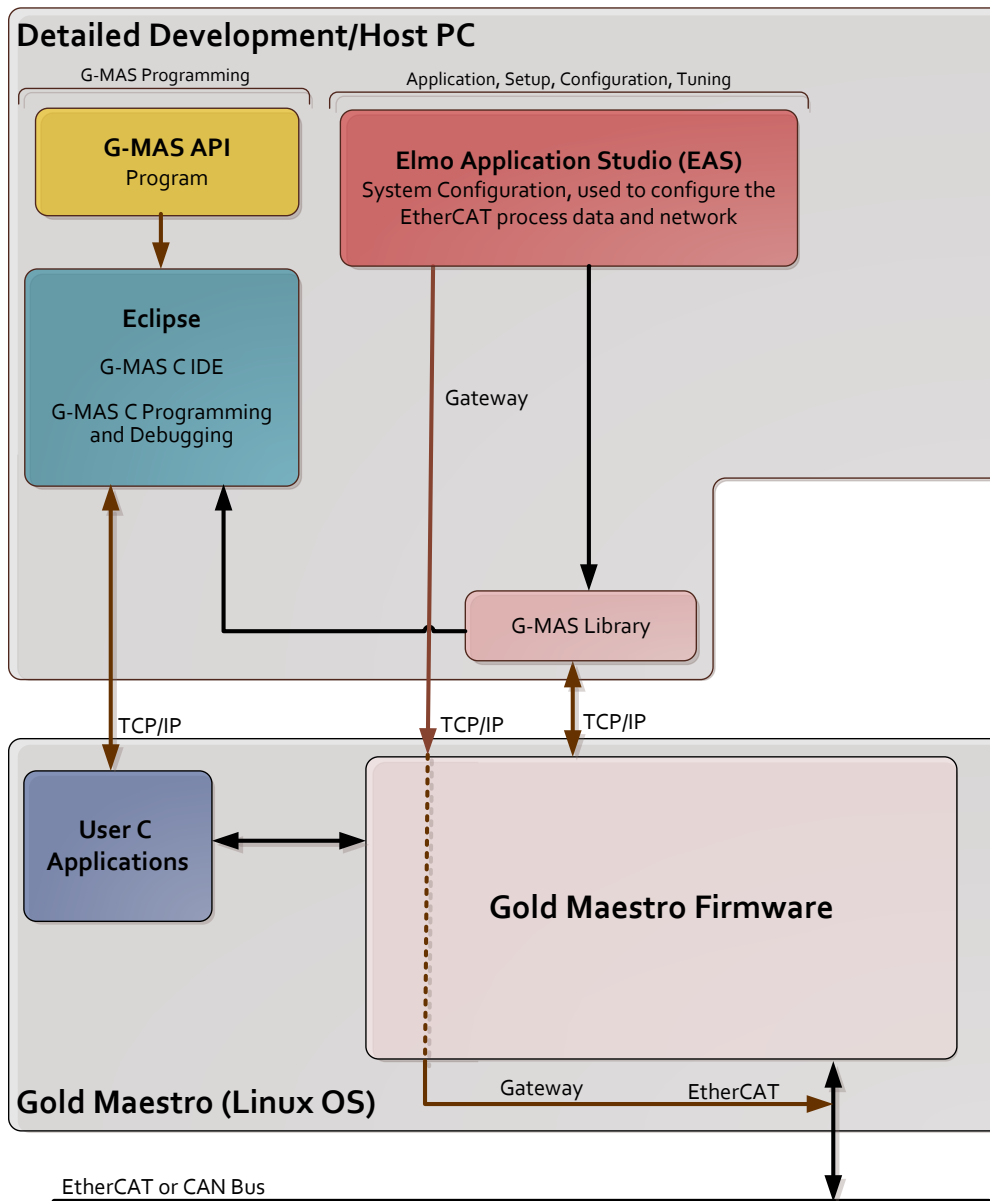 Detailed Development/Host PC
G-MAS Programming
Application, Setup, Configuration, Tuning
G-MAS API
Program
Elmo Application Studio (EAS)
System Configuration, used to configure the
EtherCAT process data and network
Eclipse
G-MAS C IDE
G-MAS C Programming
and Debugging
Gateway
G-MAS Library
TCP/IP
TCP/IP
TCP/IP
User C
Applications
Gold Maestro Firmware
Gateway
EtherCAT
Gold Maestro (Linux OS)
EtherCAT or CAN Bus